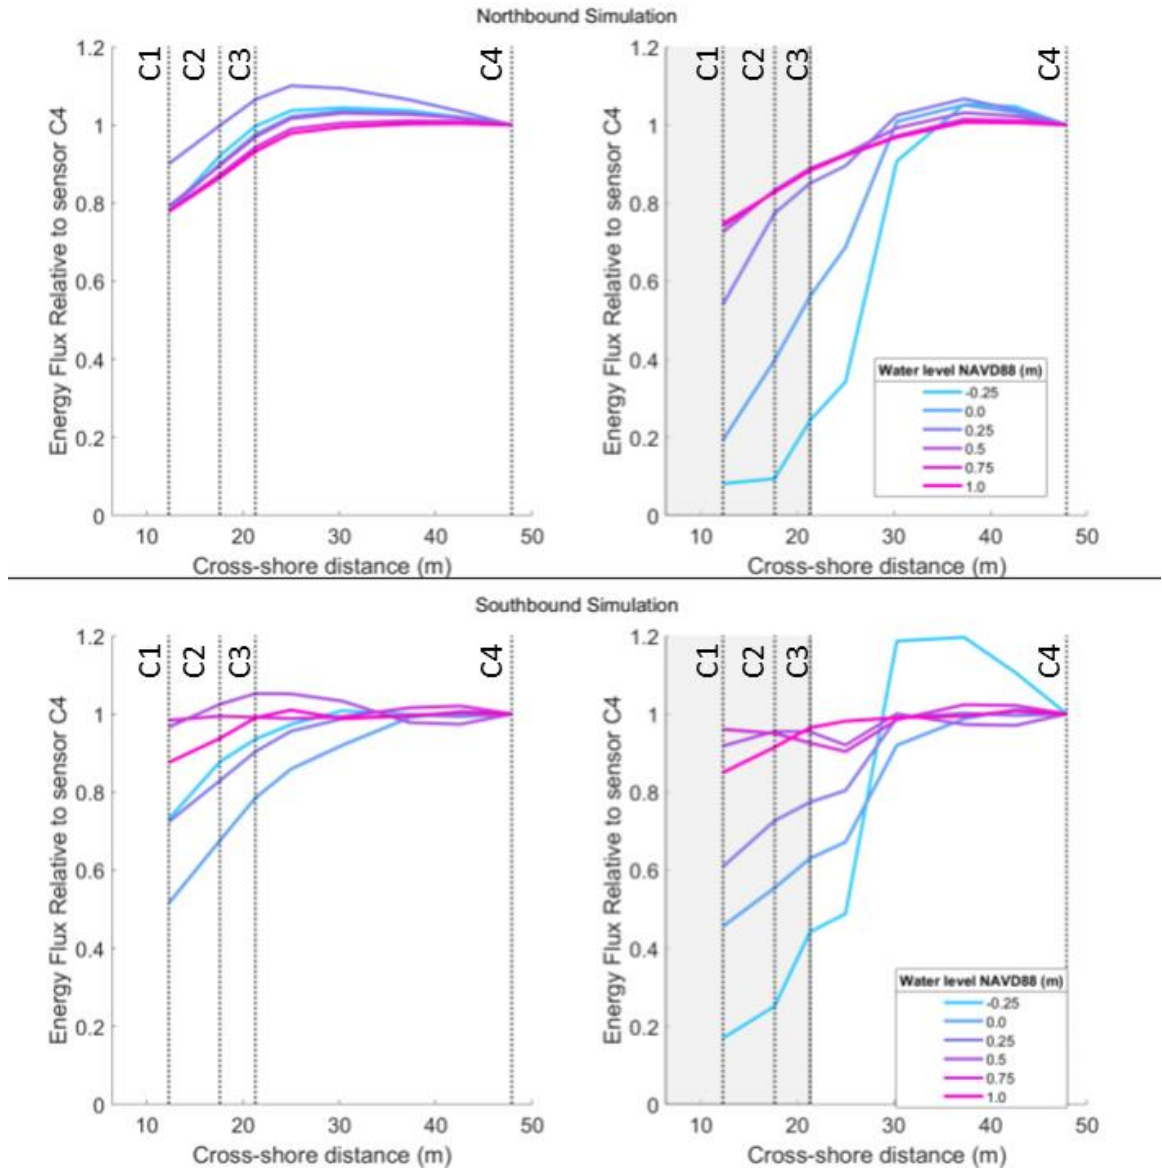 Northbound Simulation
Energy Flux Relative to sensor C4
1.2
1
0.8
0.6
0.4
0.2
0
C1
C2
C3
C4
10
20
30
40
50
Cross-shore distance (m)
Energy Flux Relative to sensor C4
1.2
1
0.8
0.6
0.4
0.2
0
C1
C2
C3
C4
Water level NAVD88 (m)
-0.25
0.0
0.25
0.5
0.75
1.0
10
20
30
40
50
Cross-shore distance (m)
Southbound Simulation
Energy Flux Relative to sensor C4
1.2
1
0.8
0.6
0.4
0.2
0
C1
C2
C3
C4
10
20
30
40
50
Cross-shore distance (m)
Energy Flux Relative to sensor C4
1.2
1
0.8
0.6
0.4
0.2
0
C1
C2
C3
C4
Water level NAVD88 (m)
-0.25
0.0
0.25
0.5
0.75
1.0
10
20
30
40
50
Cross-shore distance (m)